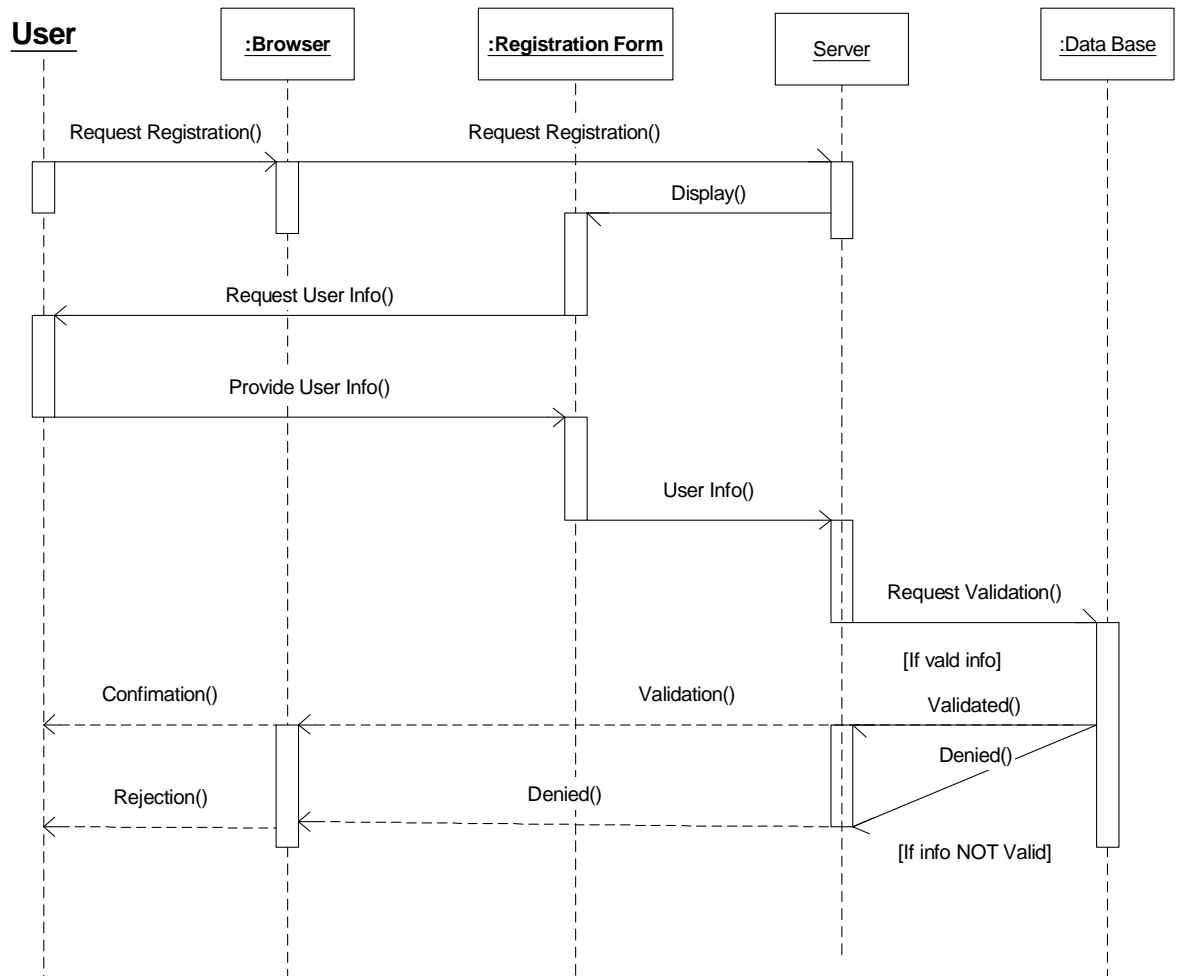 User
:Browser
:Registration Form
Server
:Data Base
Request Registration()
Request Registration()
Display()
Request User Info()
Provide User Info()
User Info()
Request Validation()
[If vald info]
Confimation()
Validation()
Validated()
Denied()
Rejection()
Denied()
[If info NOT Valid]